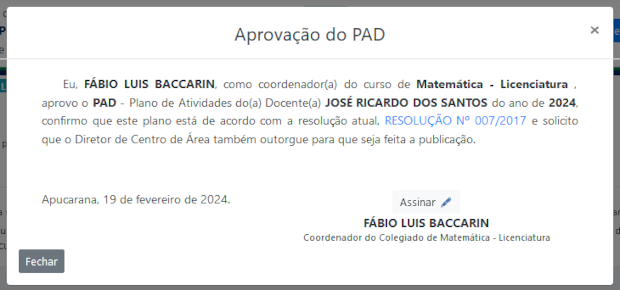 Aprovação do PAD
×
Eu, FÁBIO LUIS BACCARIN, como coordenador(a) do curso de Matemática - Licenciatura ,
aprovo o PAD - Plano de Atividades do(a) Docente(a) JOSÉ RICARDO DOS SANTOS do ano de 2024,
confirmo que este plano está de acordo com a resolução atual, RESOLUÇÃO Nº 007/2017 e solicito
que o Diretor de Centro de Área também outorgue para que seja feita a publicação.
Apucarana, 19 de fevereiro de 2024.
Assinar
FÁBIO LUIS BACCARIN
Coordenador do Colegiado de Matemática - Licenciatura
Fechar